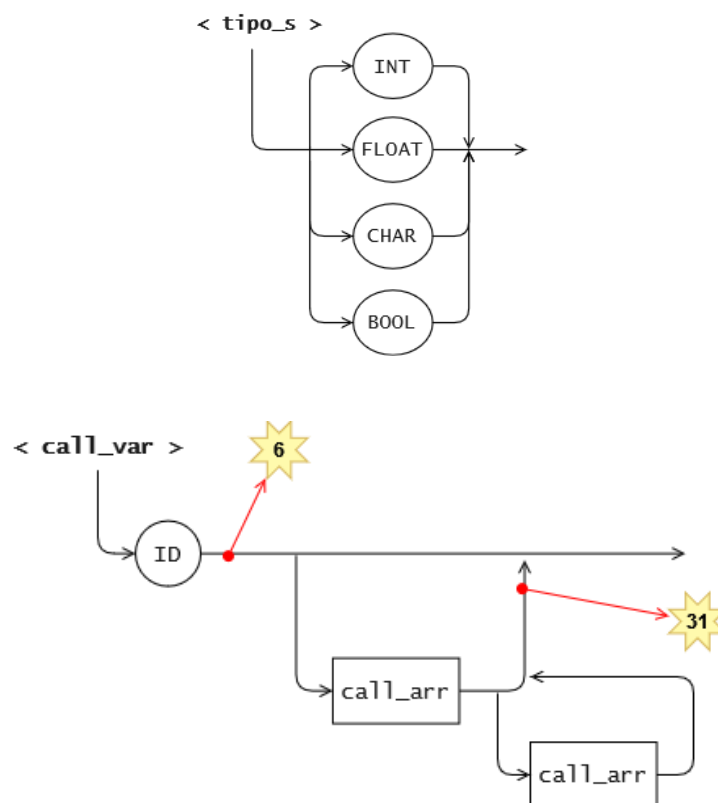 < tipo_s >
INT
FLOAT
CHAR
BOOL
< call_var >
6
ID
31
call_arr
call_arr